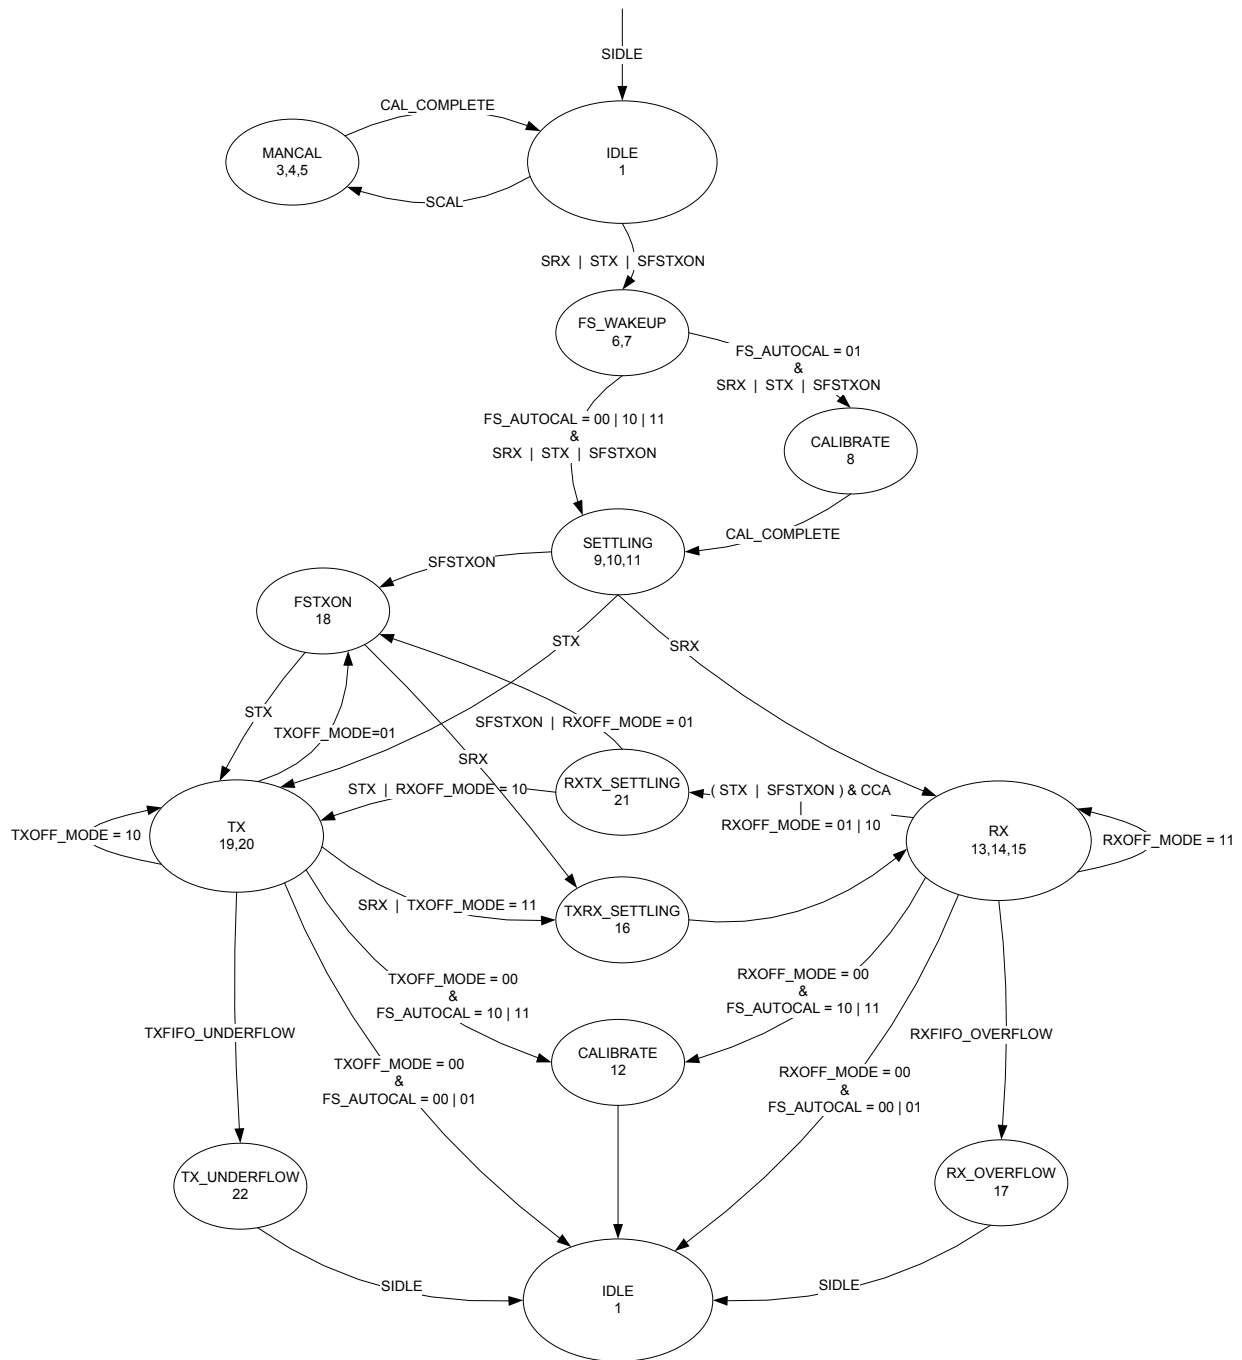 SIDLE
CAL_COMPLETE
MANCAL
3,4,5
IDLE
1
SCAL
SRX | STX | SFSTXON
FS_WAKEUP
6,7
FS_AUTOCAL = 01
&
SRX | STX | SFSTXON
FS_AUTOCAL = 00 | 10 | 11
&
SRX | STX | SFSTXON
CALIBRATE
8
CAL_COMPLETE
SETTLING
9,10,11
SFSTXON
FSTXON
18
STX
SRX
STX
TXOFF_MODE=01
SFSTXON | RXOFF_MODE = 01
SRX
RXTX_SETTLING
21
STX | RXOFF_MODE = 10
( STX | SFSTXON ) & CCA
|
RXOFF_MODE = 01 | 10
TXOFF_MODE = 10
TX
19,20
RX
13,14,15
RXOFF_MODE = 11
SRX | TXOFF_MODE = 11
TXRX_SETTLING
16
TXOFF_MODE = 00
&
FS_AUTOCAL = 10 | 11
RXOFF_MODE = 00
&
FS_AUTOCAL = 10 | 11
TXFIFO_UNDERFLOW
RXFIFO_OVERFLOW
CALIBRATE
12
TXOFF_MODE = 00
&
FS_AUTOCAL = 00 | 01
RXOFF_MODE = 00
&
FS_AUTOCAL = 00 | 01
TX_UNDERFLOW
22
RX_OVERFLOW
17
SIDLE
SIDLE
IDLE
1